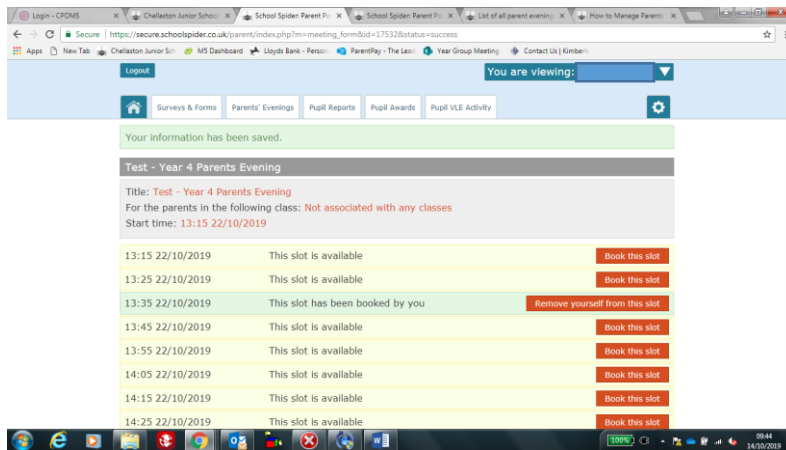 Login - CPOMS
Chellaston Junior School
School Spider: Parent Po
School Spider: Parent Po
List of all parent evening
How to Manage Parents
Secure https://secure.schoolspider.co.uk/parent/index.php?m=meeting_form&id=17532&status=success
Apps New Tab Chellaston Junior Sch MS Dashboard Lloyds Bank - Person ParentPay - The Lead Year Group Meeting Contact Us | Kimberl
Logout
You are viewing:
Surveys & Forms Parents' Evenings Pupil Reports Pupil Awards Pupil VLE Activity
Your information has been saved.
Test - Year 4 Parents Evening
Title: Test - Year 4 Parents Evening
For the parents in the following class: Not associated with any classes
Start time: 13:15 22/10/2019
13:15 22/10/2019 This slot is available Book this slot
13:25 22/10/2019 This slot is available Book this slot
13:35 22/10/2019 This slot has been booked by you Remove yourself from this slot
13:45 22/10/2019 This slot is available Book this slot
13:55 22/10/2019 This slot is available Book this slot
14:05 22/10/2019 This slot is available Book this slot
14:15 22/10/2019 This slot is available Book this slot
14:25 22/10/2019 This slot is available Book this slot
100%
09:44
14/10/2019